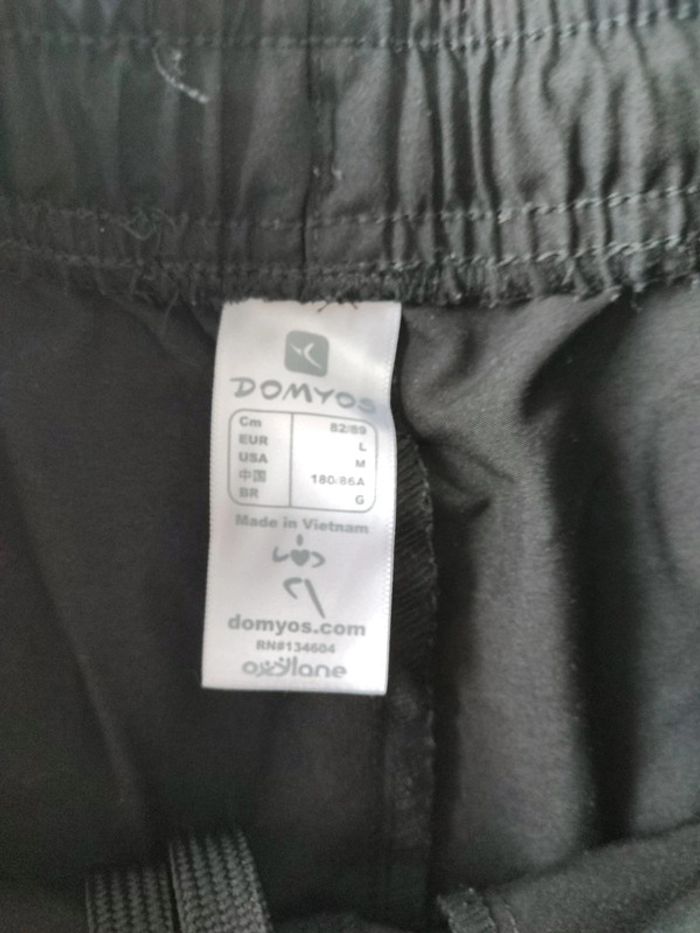 DOMYOS
Cm 82/89
EUR L
USA M
中国 180/86A
BR G
Made in Vietnam
domyos.com
RN#134604
oxylane